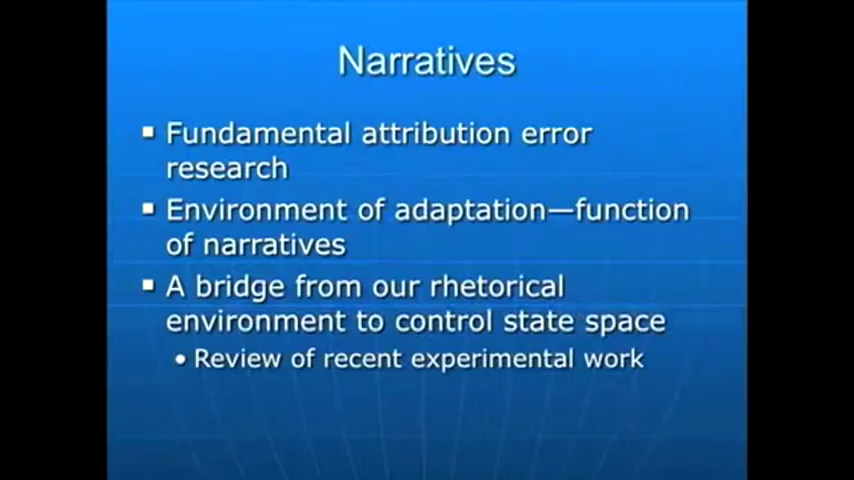 Narratives
Fundamental attribution error
research
Environment of adaptation—function
of narratives
A bridge from our rhetorical
environment to control state space
Review of recent experimental work